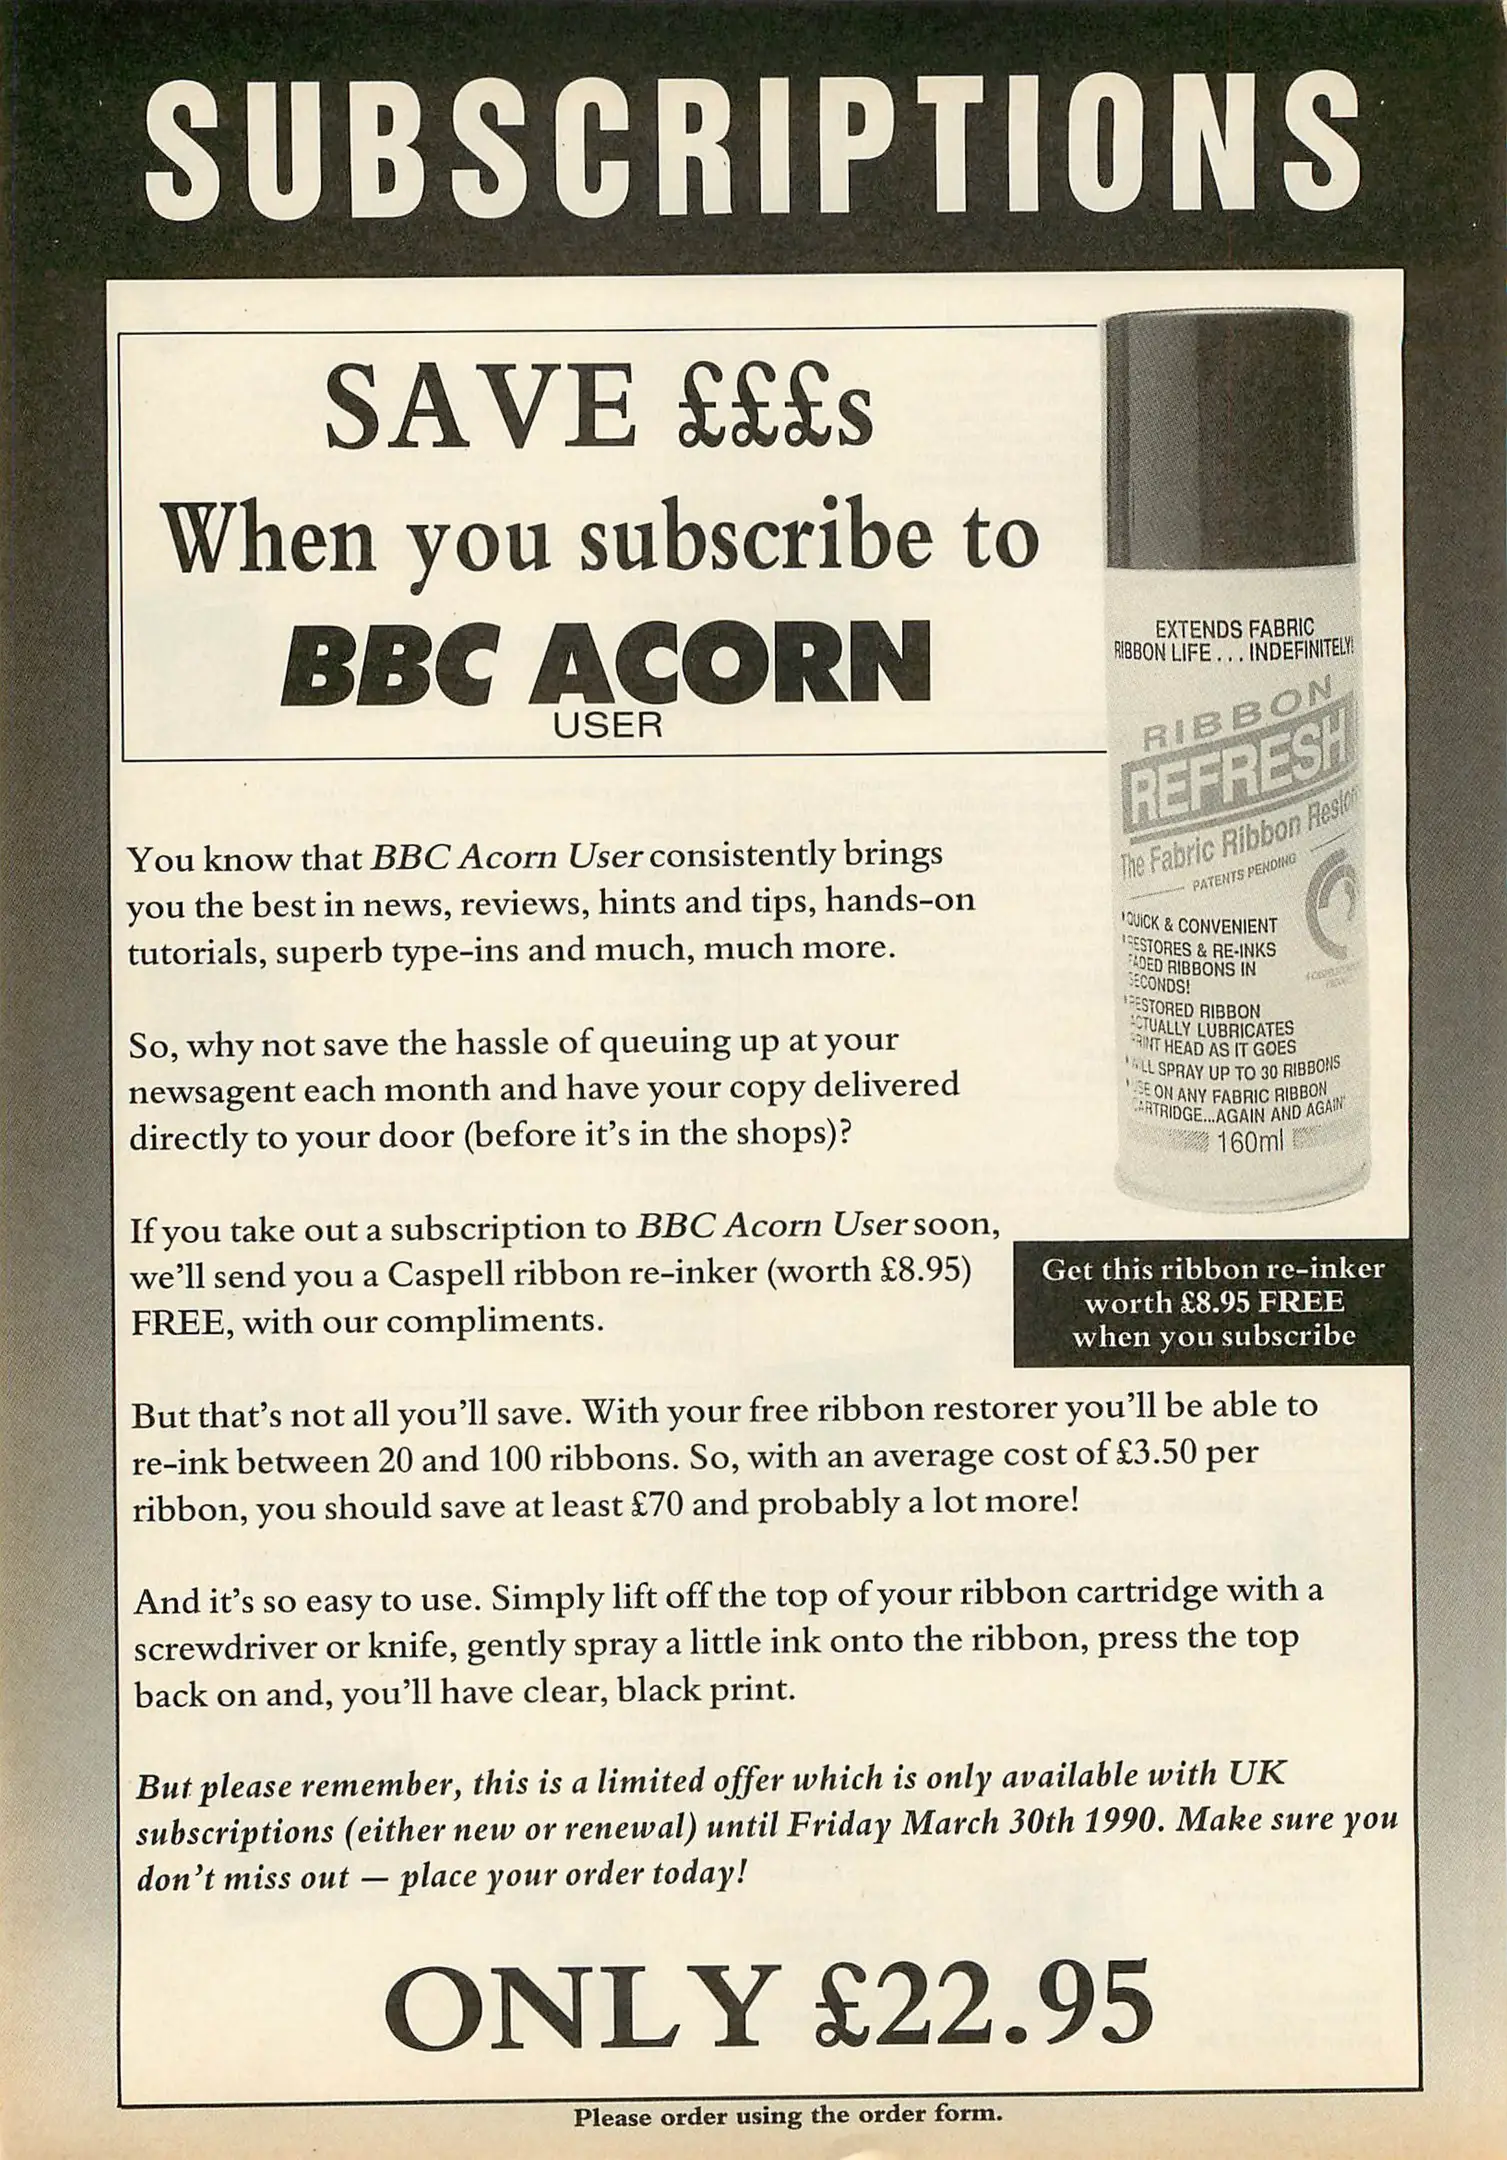 SUBSCRIPTIONS
SAVE £££s
When you subscribe to
BBC ACORN
USER
EXTENDS FABRIC
RIBBON LIFE . . . INDEFINITELY!
RIBBON
REFRESH
The Fabric Ribbon
PATENTS PENDING
QUICK & CONVENIENT
RESTORES & RE-INKS
FADED RIBBONS IN
SECONDS!
RESTORED RIBBON
ACTUALLY LUBRICATES
PRINT HEAD AS IT GOES
WILL SPRAY UP TO 30 RIBBONS
USE ON ANY FABRIC RIBBON
CARTRIDGE...AGAIN AND AGAIN
160ml
You know that BBC Acorn User consistently brings
you the best in news, reviews, hints and tips, hands-on
tutorials, superb type-ins and much, much more.
So, why not save the hassle of queuing up at your
newsagent each month and have your copy delivered
directly to your door (before it's in the shops)?
If you take out a subscription to BBC Acorn User soon,
we'll send you a Caspell ribbon re-inker (worth £8.95)
FREE, with our compliments.
Get this ribbon re-inker
worth £8.95 FREE
when you subscribe
But that's not all you'll save. With your free ribbon restorer you'll be able to
re-ink between 20 and 100 ribbons. So, with an average cost of £3.50 per
ribbon, you should save at least £70 and probably a lot more!
And it's so easy to use. Simply lift off the top of your ribbon cartridge with a
screwdriver or knife, gently spray a little ink onto the ribbon, press the top
back on and, you'll have clear, black print.
But please remember, this is a limited offer which is only available with UK
subscriptions (either new or renewal) until Friday March 30th 1990. Make sure you
don't miss out — place your order today!
ONLY £22.95
Please order using the order form.